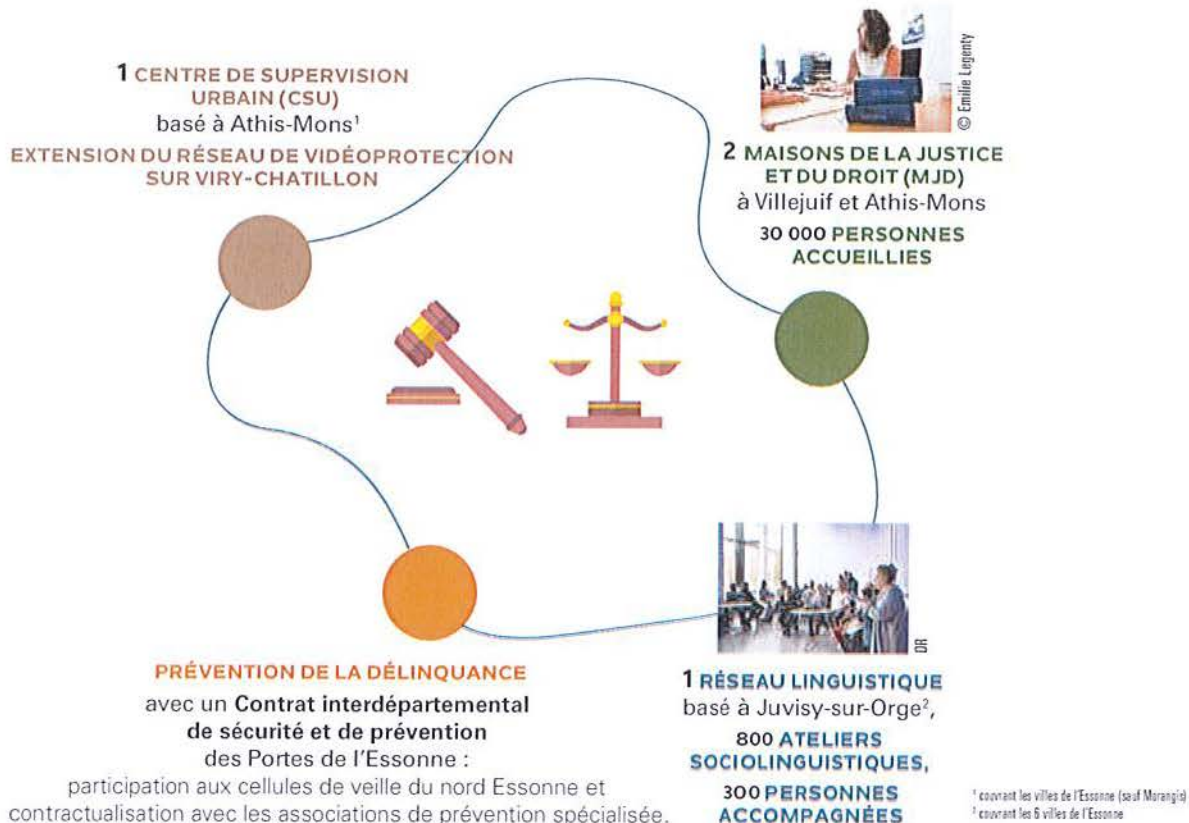 1 CENTRE DE SUPERVISION
URBAIN (CSU)
basé à Athis-Mons¹
EXTENSION DU RÉSEAU DE VIDÉOPROTECTION
SUR VIRY-CHATILLON
© Emilie Legenty
2 MAISONS DE LA JUSTICE
ET DU DROIT (MJD)
à Villejuif et Athis-Mons
30 000 PERSONNES
ACCUEILLIES
PRÉVENTION DE LA DÉLINQUANCE
avec un Contrat interdépartemental
de sécurité et de prévention
des Portes de l'Essonne :
participation aux cellules de veille du nord Essonne et
contractualisation avec les associations de prévention spécialisée.
DR
1 RÉSEAU LINGUISTIQUE
basé à Juvisy-sur-Orge²,
800 ATELIERS
SOCIOLINGUISTIQUES,
300 PERSONNES
ACCOMPAGNÉES
¹ couvrant les villes de l'Essonne (sauf Morangis)
² couvrant les 6 villes de l'Essonne